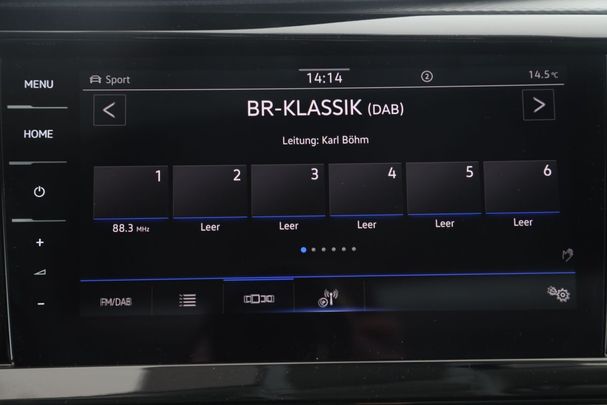 MENU
HOME
Sport
14:14
2
14.5°C
BR-KLASSIK (DAB)
Leitung: Karl Böhm
1 2 3 4 5 6
88.3 MHz Leer Leer Leer Leer Leer
FM/DAB